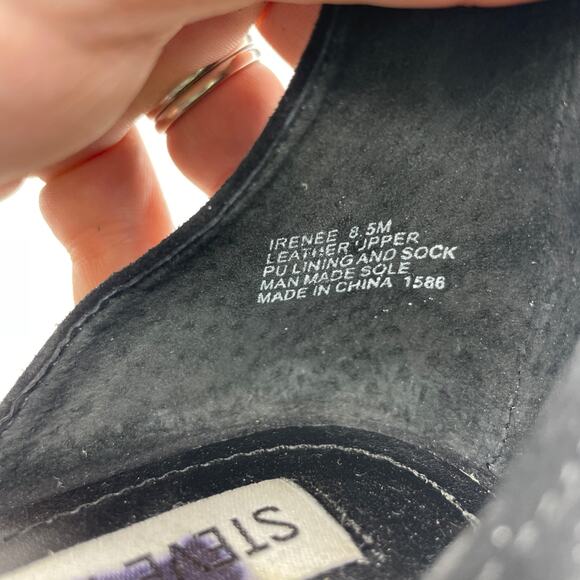 IRENEE 8.5M
LEATHER UPPER
PU LINING AND SOCK
MAN MADE SOLE
MADE IN CHINA 1586
STEVE